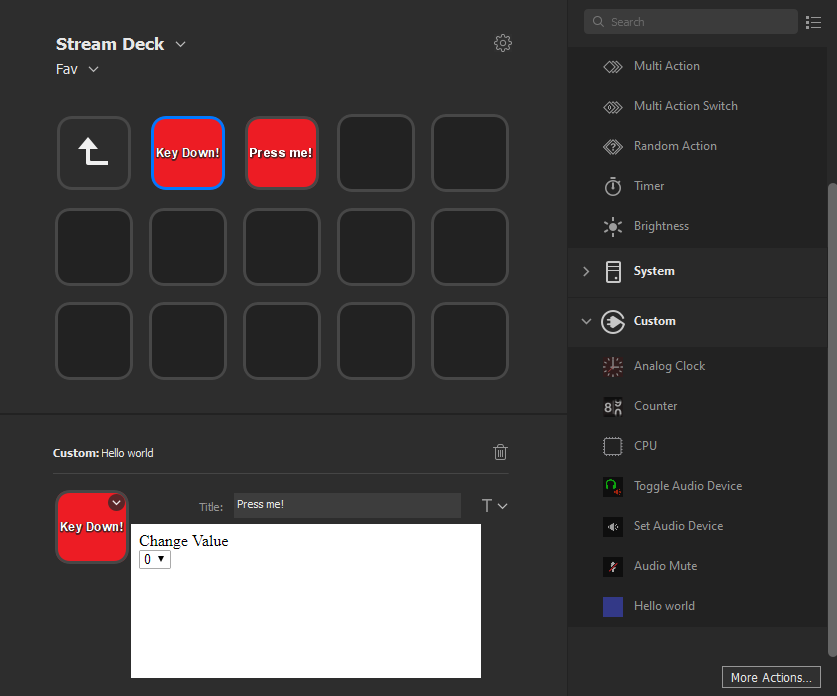 Stream Deck
Fav
Key Down!
Press me!
Custom: Hello world
Key Down!
Title:
Press me!
Change Value
0
Search
Multi Action
Multi Action Switch
Random Action
Timer
Brightness
System
Custom
Analog Clock
Counter
CPU
Toggle Audio Device
Set Audio Device
Audio Mute
Hello world
More Actions...